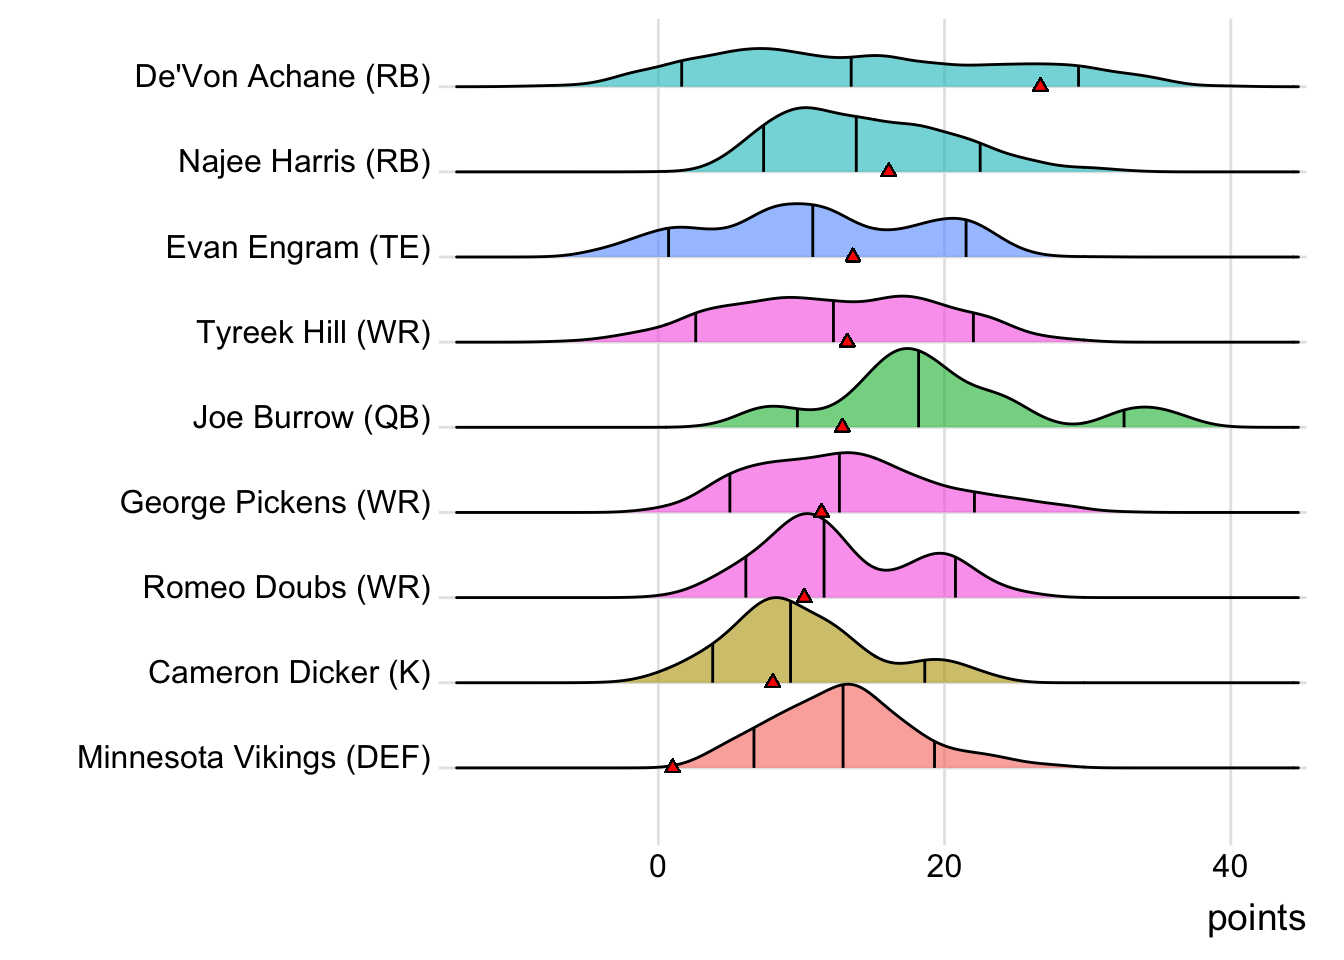 De'Von Achane (RB)
Najee Harris (RB)
Evan Engram (TE)
Tyreek Hill (WR)
Joe Burrow (QB)
George Pickens (WR)
Romeo Doubs (WR)
Cameron Dicker (K)
Minnesota Vikings (DEF)
0 20 40
points